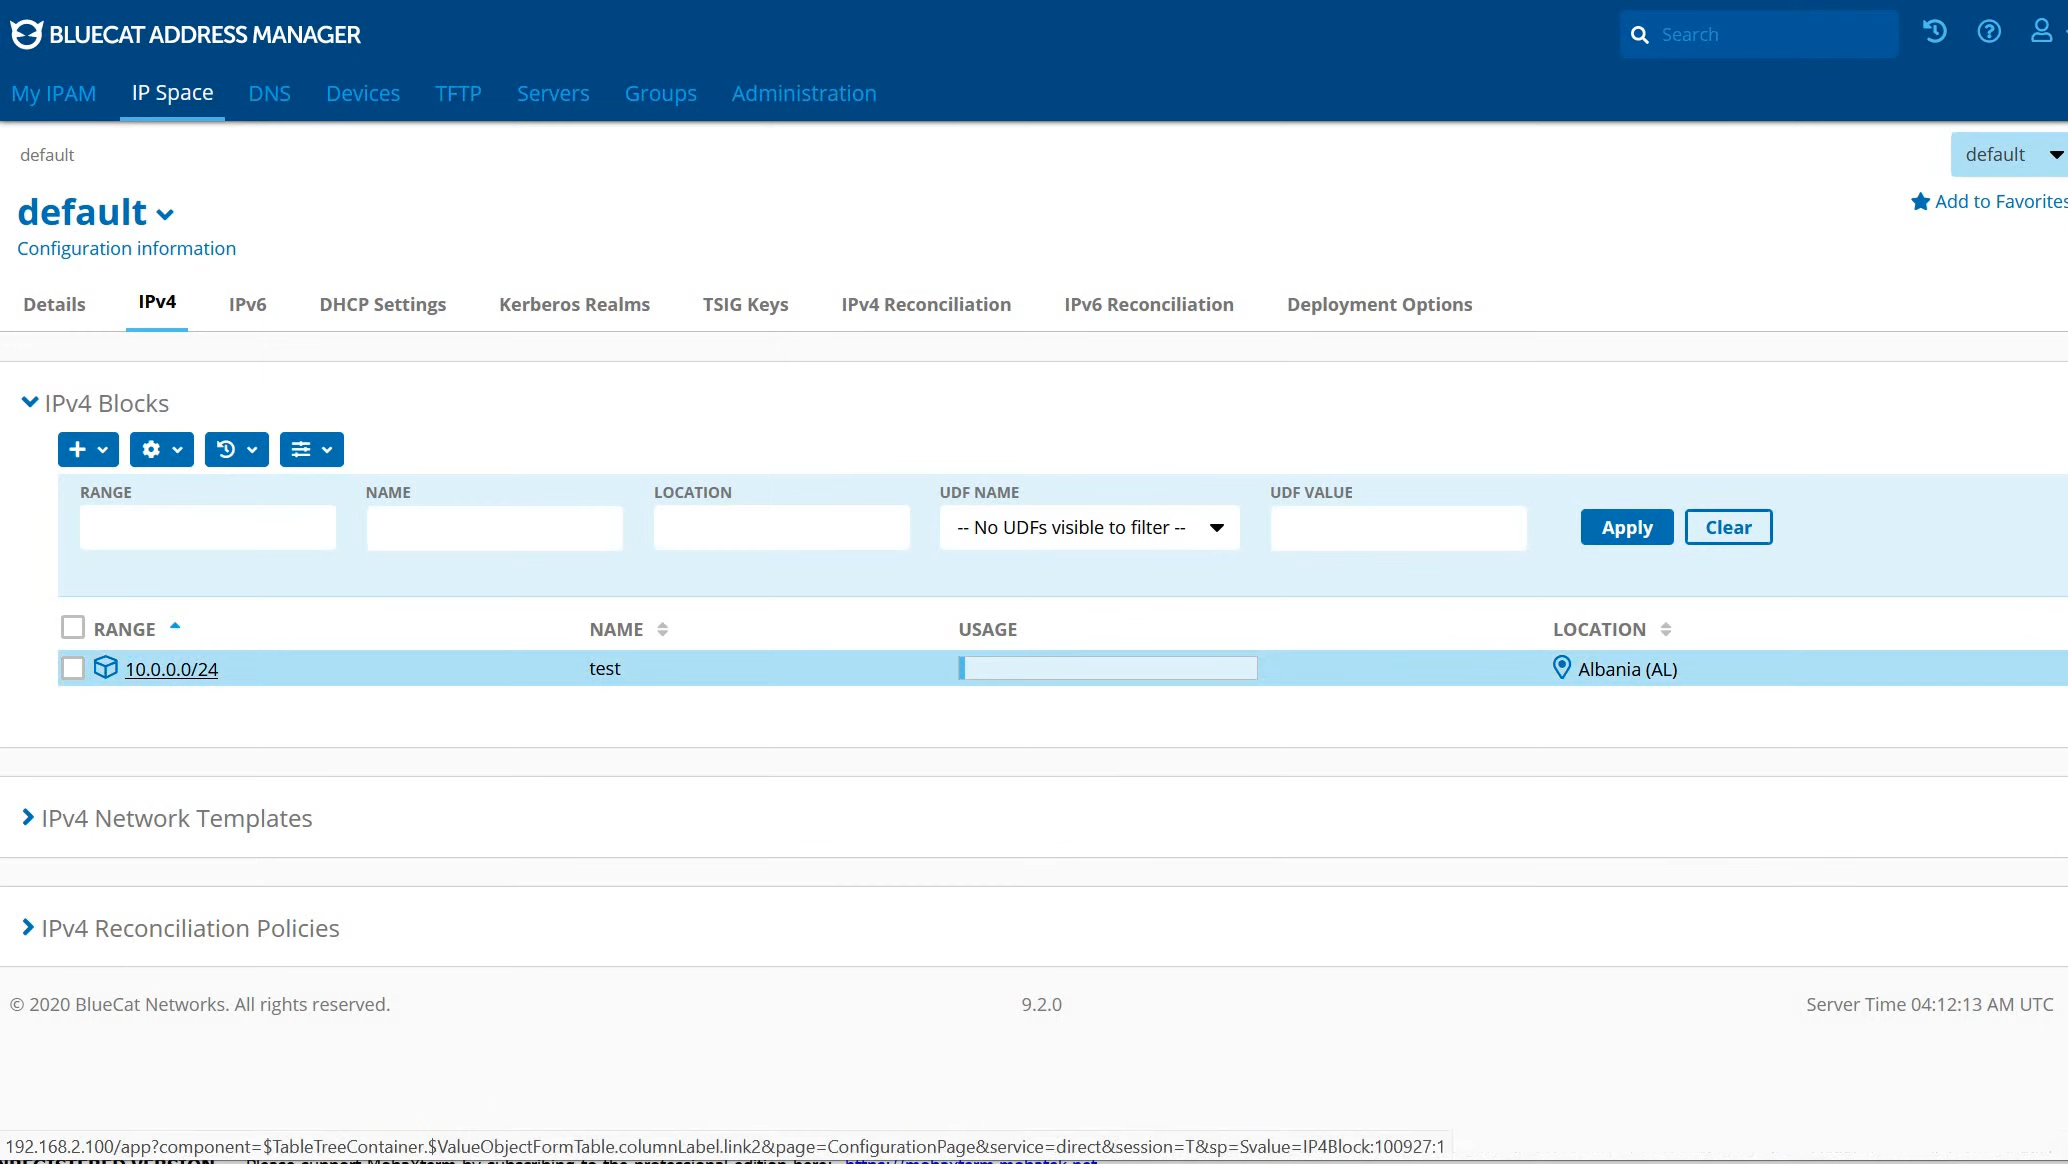 BLUECAT ADDRESS MANAGER
Search
My IPAM IP Space DNS Devices TFTP Servers Groups Administration
default
default
default
Add to Favorites
Configuration information
Details IPv4 IPv6 DHCP Settings Kerberos Realms TSIG Keys IPv4 Reconciliation IPv6 Reconciliation Deployment Options
IPv4 Blocks
RANGE NAME LOCATION UDF NAME UDF VALUE
-- No UDFs visible to filter -- Apply Clear
RANGE NAME USAGE LOCATION
10.0.0.0/24 test Albania (AL)
IPv4 Network Templates
IPv4 Reconciliation Policies
© 2020 BlueCat Networks. All rights reserved. 9.2.0 Server Time 04:12:13 AM UTC
192.168.2.100/app?component=$TableTreeContainer.$ValueObjectFormTable.columnLabel.link2&page=ConfigurationPage&service=direct&session=T&sp=Svalue=IP4Block:100927:1